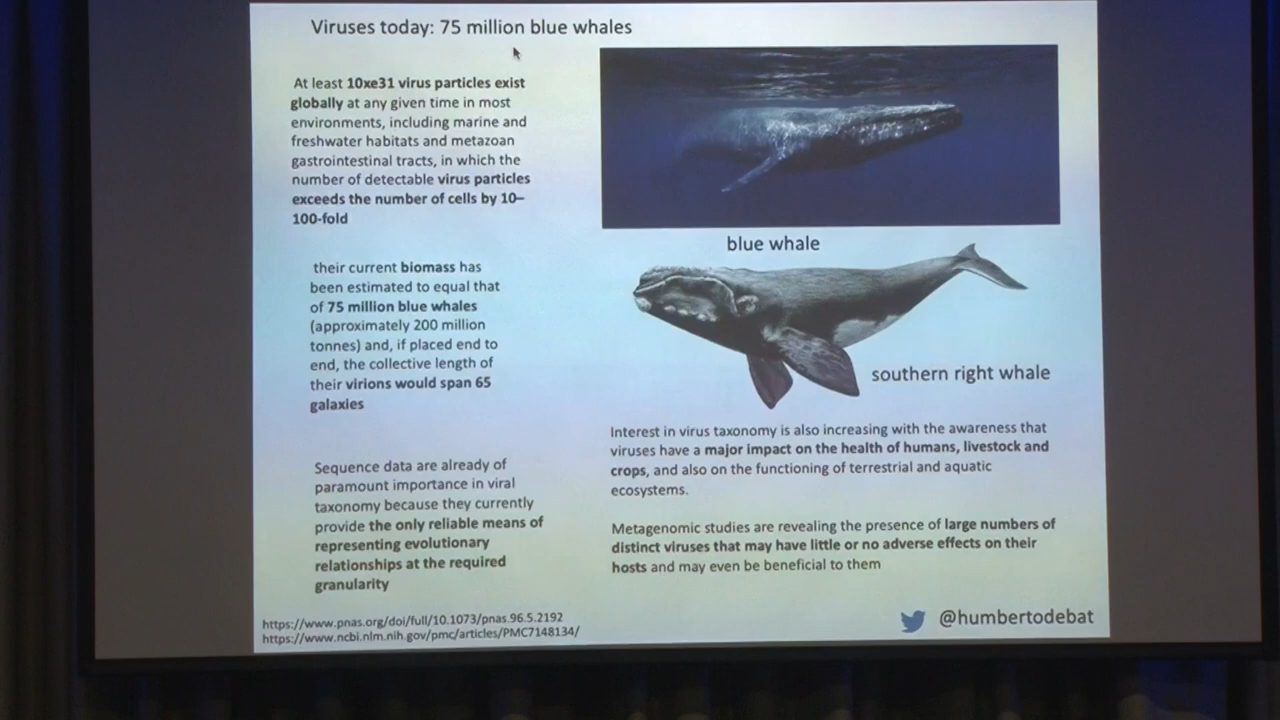 Viruses today: 75 million blue whales
At least 10xe31 virus particles exist
globally at any given time in most
environments, including marine and
freshwater habitats and metazoan
gastrointestinal tracts, in which the
number of detectable virus particles
exceeds the number of cells by 10–
100-fold
their current biomass has
been estimated to equal that
of 75 million blue whales
(approximately 200 million
tonnes) and, if placed end to
end, the collective length of
their virions would span 65
galaxies
Sequence data are already of
paramount importance in viral
taxonomy because they currently
provide the only reliable means of
representing evolutionary
relationships at the required
granularity
https://www.pnas.org/doi/full/10.1073/pnas.96.5.2192
https://www.ncbi.nlm.nih.gov/pmc/articles/PMC7148134/
blue whale
southern right whale
Interest in virus taxonomy is also increasing with the awareness that
viruses have a major impact on the health of humans, livestock and
crops, and also on the functioning of terrestrial and aquatic
ecosystems.
Metagenomic studies are revealing the presence of large numbers of
distinct viruses that may have little or no adverse effects on their
hosts and may even be beneficial to them
@humbertodebat